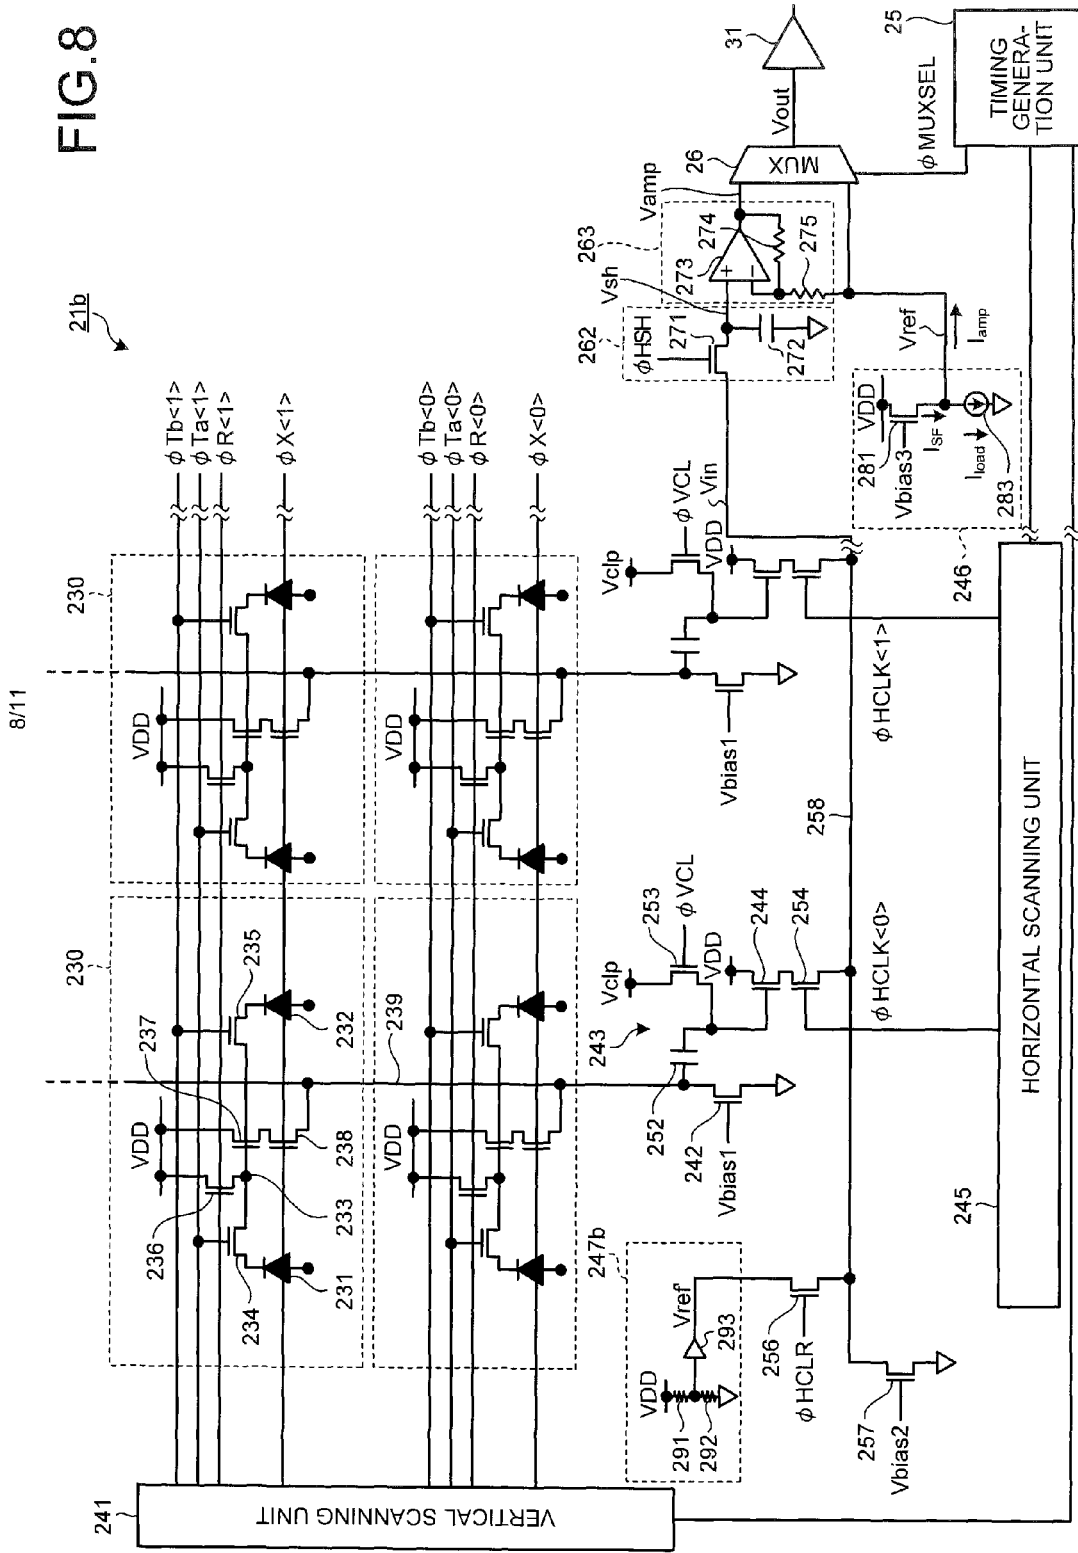 8/11
FIG.8
21b
230
230
φTb<1>
φTa<1>
φR<1>
φX<1>
φTb<0>
φTa<0>
φR<0>
φX<0>
VDD
VDD
VDD
VDD
231
232
233
234
235
236
237
238
239
241
VERTICAL SCANNING UNIT
242
Vbias1
243
252
253
Vclp
φVCL
VDD
244
254
φHCLK<0>
Vbias1
Vclp
φVCL
VDD
φHCLK<1>
258
247b
VDD
291
292
293
Vref
256
φHCLR
257
Vbias2
245
HORIZONTAL SCANNING UNIT
Vin
262
φHSH
271
272
Vsh
263
273
274
275
+
−
Vamp
26
MUX
Vout
31
φMUXSEL
25
TIMING
GENERA-
TION UNIT
246
VDD
281
Vbias3
ISF
Iload
283
Vref
Iamp